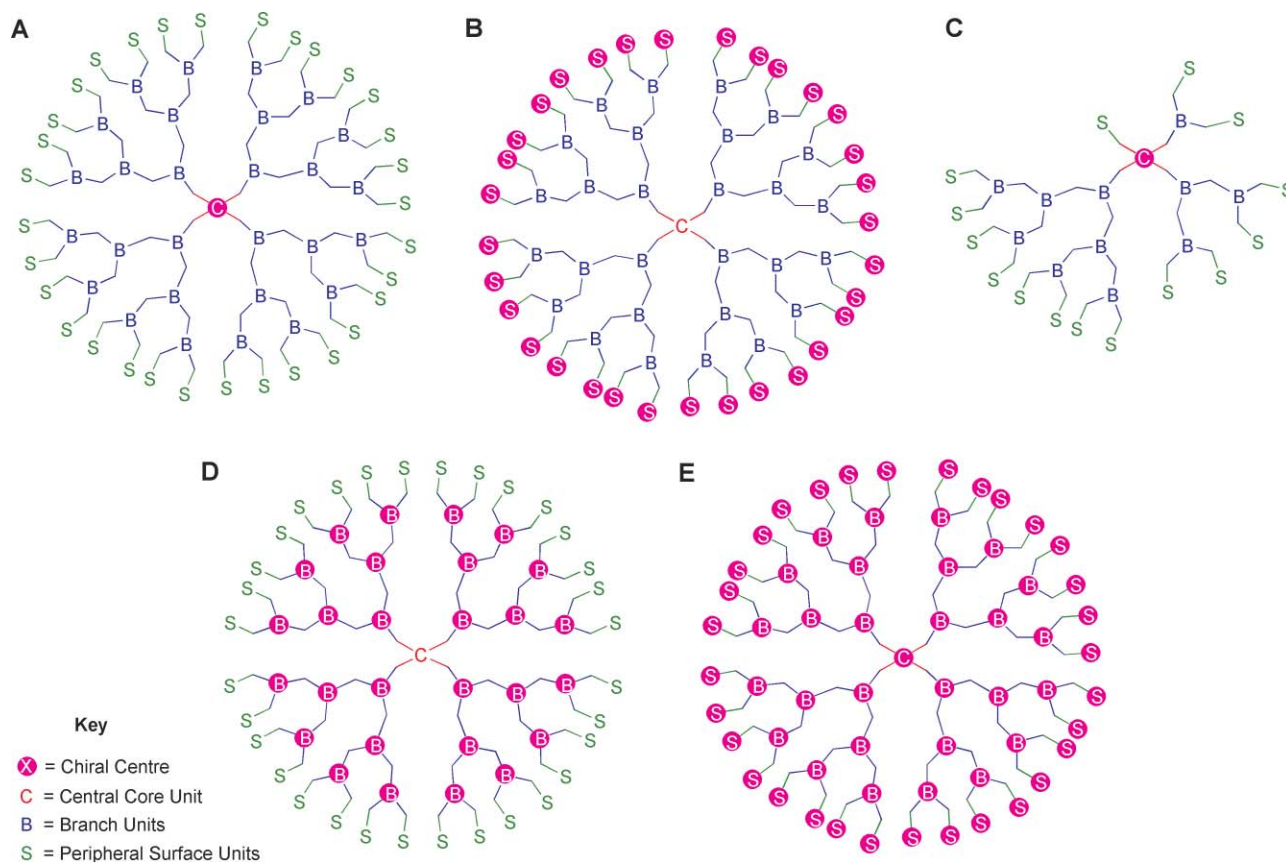 A
B
C
D
E
Key
X = Chiral Centre
C = Central Core Unit
B = Branch Units
S = Peripheral Surface Units